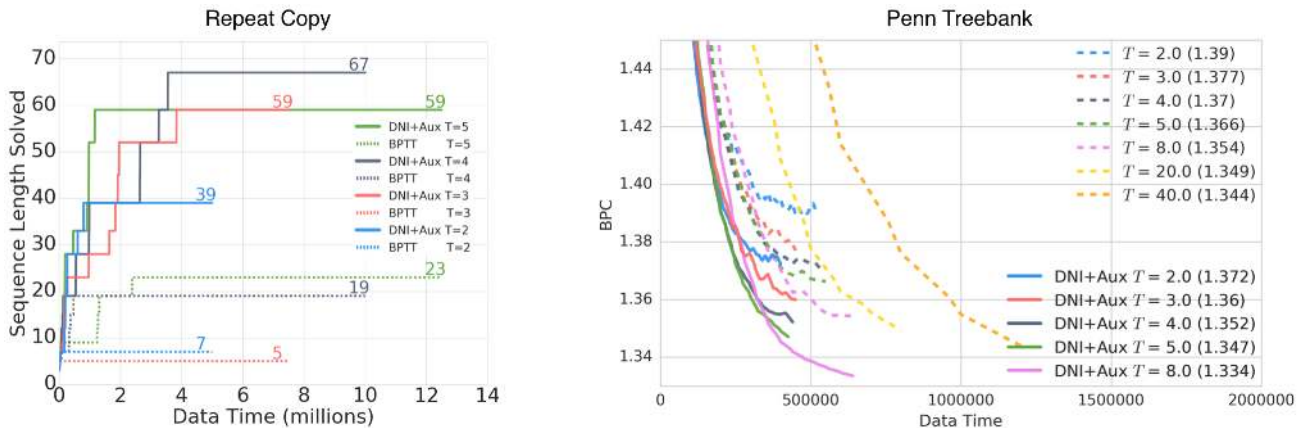 Repeat Copy
Sequence Length Solved
70
60
50
40
30
20
10
0
0 2 4 6 8 10 12 14
Data Time (millions)
67
59
59
39
23
19
7
5
DNI+Aux T=5
BPTT T=5
DNI+Aux T=4
BPTT T=4
DNI+Aux T=3
BPTT T=3
DNI+Aux T=2
BPTT T=2
Penn Treebank
BPC
1.44
1.42
1.40
1.38
1.36
1.34
0 500000 1000000 1500000 2000000
Data Time
T = 2.0 (1.39)
T = 3.0 (1.377)
T = 4.0 (1.37)
T = 5.0 (1.366)
T = 8.0 (1.354)
T = 20.0 (1.349)
T = 40.0 (1.344)
DNI+Aux T = 2.0 (1.372)
DNI+Aux T = 3.0 (1.36)
DNI+Aux T = 4.0 (1.352)
DNI+Aux T = 5.0 (1.347)
DNI+Aux T = 8.0 (1.334)